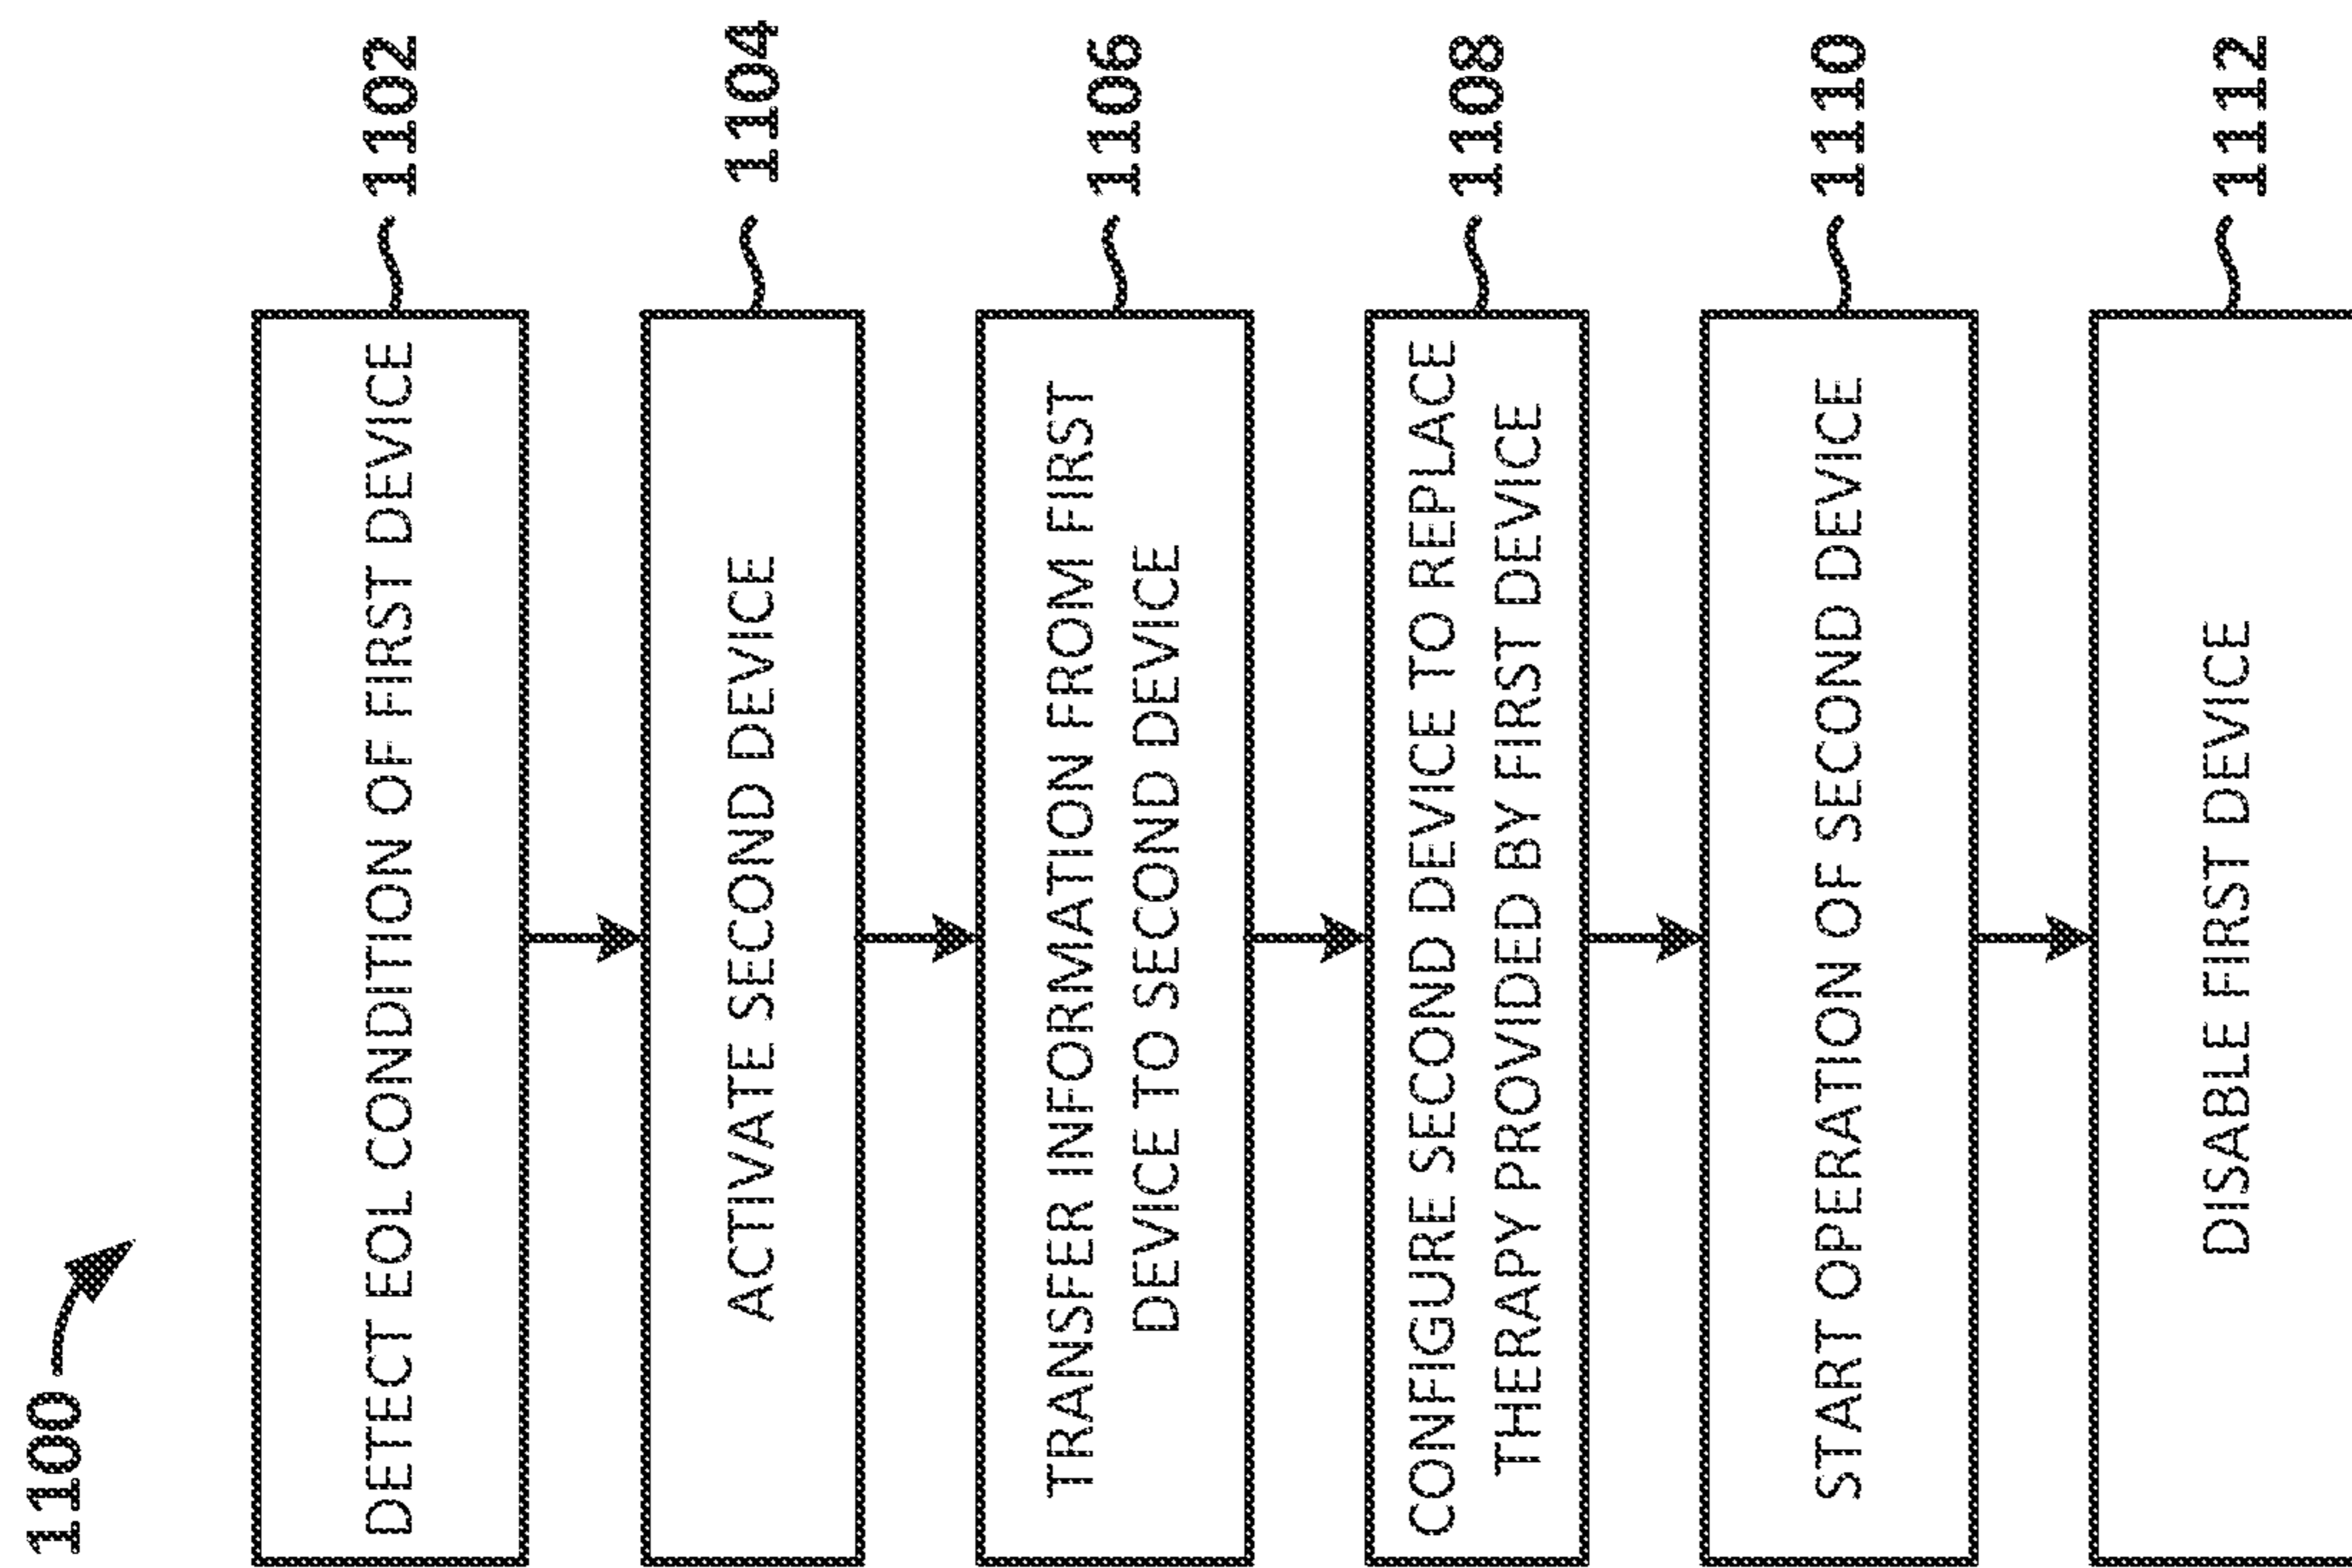 1100
DETECT EOL CONDITION OF FIRST DEVICE
1102
ACTIVATE SECOND DEVICE
1104
TRANSFER INFORMATION FROM FIRST
DEVICE TO SECOND DEVICE
1106
CONFIGURE SECOND DEVICE TO REPLACE
THERAPY PROVIDED BY FIRST DEVICE
1108
START OPERATION OF SECOND DEVICE
1110
DISABLE FIRST DEVICE
1112